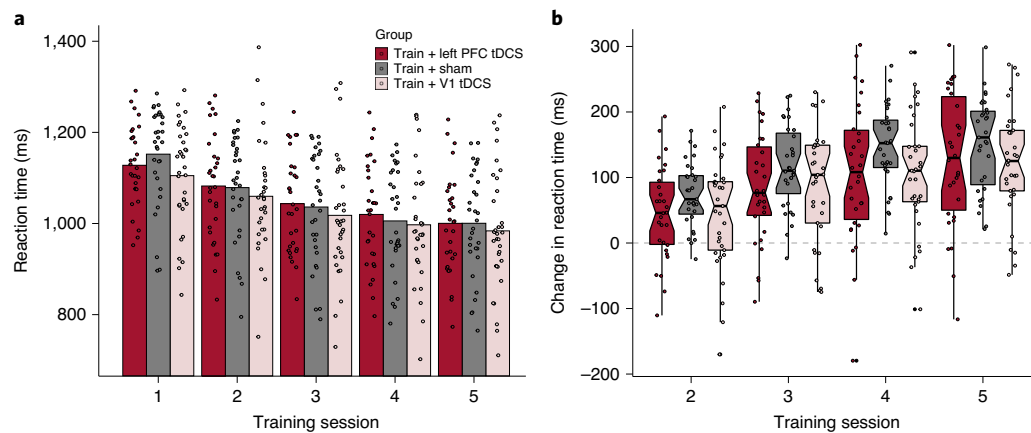 a
1,400
1,200
1,000
800
Reaction time (ms)
Group
Train + left PFC tDCS
Train + sham
Train + V1 tDCS
1 2 3 4 5
Training session
b
300
200
100
0
−100
−200
Change in reaction time (ms)
2 3 4 5
Training session